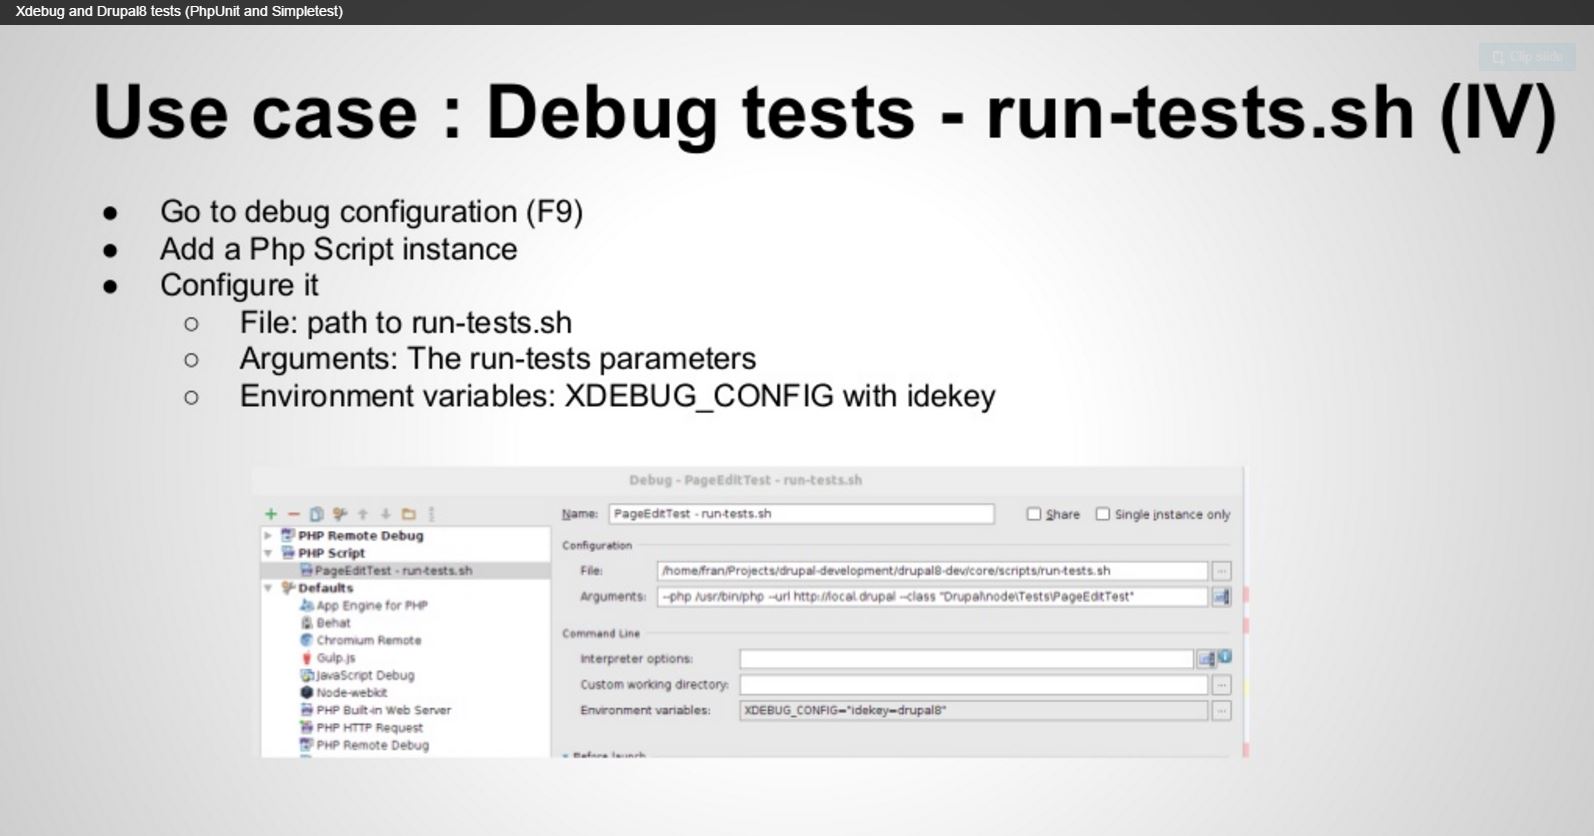 Xdebug and Drupal8 tests (PhpUnit and Simpletest)
Clip slide
Use case : Debug tests - run-tests.sh (IV)
● Go to debug configuration (F9)
● Add a Php Script instance
● Configure it
○ File: path to run-tests.sh
○ Arguments: The run-tests parameters
○ Environment variables: XDEBUG_CONFIG with idekey
Debug - PageEditTest - run-tests.sh
Name: PageEditTest - run-tests.sh Share Single instance only
PHP Remote Debug
PHP Script
PageEditTest - run-tests.sh
Defaults
App Engine for PHP
Behat
Chromium Remote
Gulp.js
JavaScript Debug
Node-webkit
PHP Built-in Web Server
PHP HTTP Request
PHP Remote Debug
Configuration
File: /home/fran/Projects/drupal-development/drupal8-dev/core/scripts/run-tests.sh
Arguments: --php /usr/bin/php --url http://local.drupal --class "Drupal\node\Tests\PageEditTest"
Command Line
Interpreter options:
Custom working directory:
Environment variables: XDEBUG_CONFIG="idekey=drupal8"
Before launch